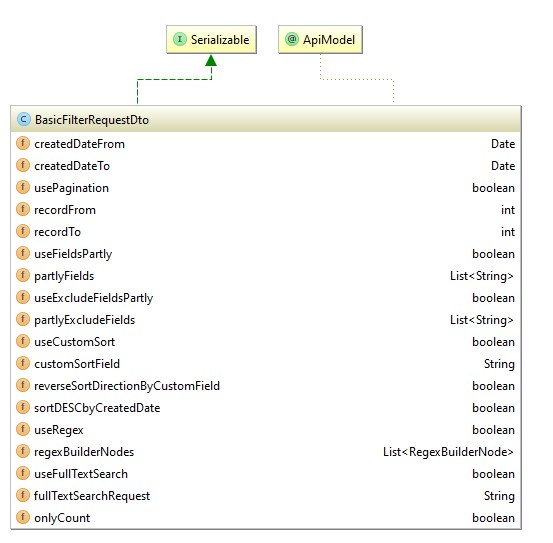 I Serializable
@ ApiModel
C BasicFilterRequestDto
f createdDateFrom Date
f createdDateTo Date
f usePagination boolean
f recordFrom int
f recordTo int
f useFieldsPartly boolean
f partlyFields List<String>
f useExcludeFieldsPartly boolean
f partlyExcludeFields List<String>
f useCustomSort boolean
f customSortField String
f reverseSortDirectionByCustomField boolean
f sortDESCbyCreatedDate boolean
f useRegex boolean
f regexBuilderNodes List<RegexBuilderNode>
f useFullTextSearch boolean
f fullTextSearchRequest String
f onlyCount boolean